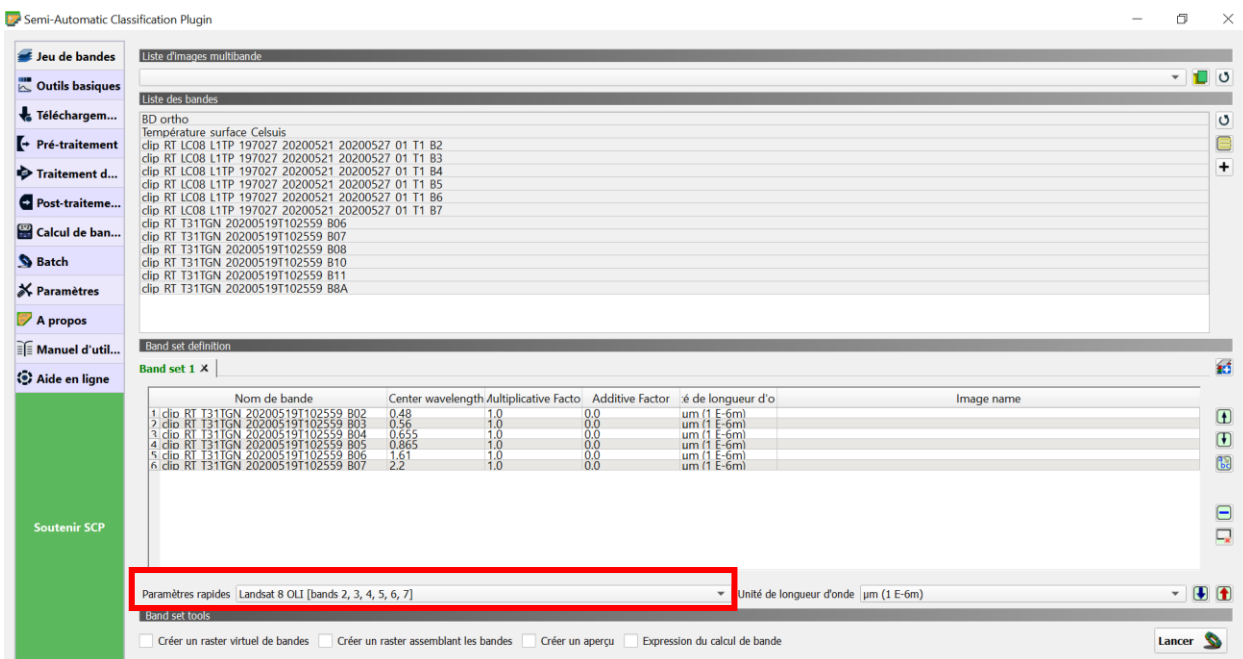 Semi-Automatic Classification Plugin
Jeu de bandes
Outils basiques
Téléchargem...
Pré-traitement
Traitement d...
Post-traiteme...
Calcul de ban...
Batch
Paramètres
A propos
Manuel d'util...
Aide en ligne
Soutenir SCP
Liste d'images multibande
Liste des bandes
BD ortho
Température surface Celsuis
clip RT LC08 L1TP 197027 20200521 20200527 01 T1 B2
clip RT LC08 L1TP 197027 20200521 20200527 01 T1 B3
clip RT LC08 L1TP 197027 20200521 20200527 01 T1 B4
clip RT LC08 L1TP 197027 20200521 20200527 01 T1 B5
clip RT LC08 L1TP 197027 20200521 20200527 01 T1 B6
clip RT LC08 L1TP 197027 20200521 20200527 01 T1 B7
clip RT T31TGN 20200519T102559 B06
clip RT T31TGN 20200519T102559 B07
clip RT T31TGN 20200519T102559 B08
clip RT T31TGN 20200519T102559 B10
clip RT T31TGN 20200519T102559 B11
clip RT T31TGN 20200519T102559 B8A
Band set definition
Band set 1
Nom de bande Center wavelength Multiplicative Facto Additive Factor :é de longueur d'o Image name
1 clip RT T31TGN 20200519T102559 B02 0.48 1.0 0.0 µm (1 E-6m)
2 clip RT T31TGN 20200519T102559 B03 0.56 1.0 0.0 µm (1 E-6m)
3 clip RT T31TGN 20200519T102559 B04 0.655 1.0 0.0 µm (1 E-6m)
4 clip RT T31TGN 20200519T102559 B05 0.865 1.0 0.0 µm (1 E-6m)
5 clip RT T31TGN 20200519T102559 B06 1.61 1.0 0.0 µm (1 E-6m)
6 clip RT T31TGN 20200519T102559 B07 2.2 1.0 0.0 µm (1 E-6m)
Paramètres rapides Landsat 8 OLI [bands 2, 3, 4, 5, 6, 7] Unité de longueur d'onde µm (1 E-6m)
Band set tools
Créer un raster virtuel de bandes Créer un raster assemblant les bandes Créer un aperçu Expression du calcul de bande Lancer